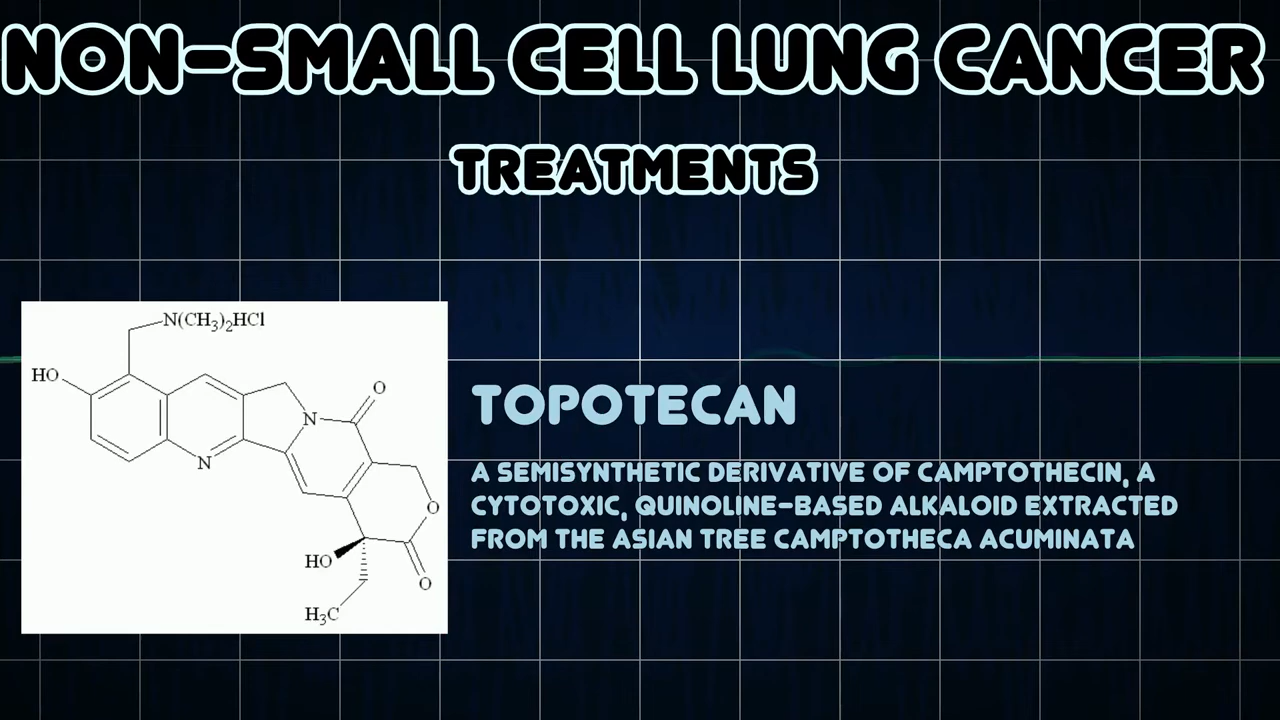 NON-SMALL CELL LUNG CANCER
TREATMENTS
N(CH3)2HCl
HO
O
N
N
O
HO
O
H3C
TOPOTECAN
A SEMISYNTHETIC DERIVATIVE OF CAMPTOTHECIN, A
CYTOTOXIC, QUINOLINE-BASED ALKALOID EXTRACTED
FROM THE ASIAN TREE CAMPTOTHECA ACUMINATA